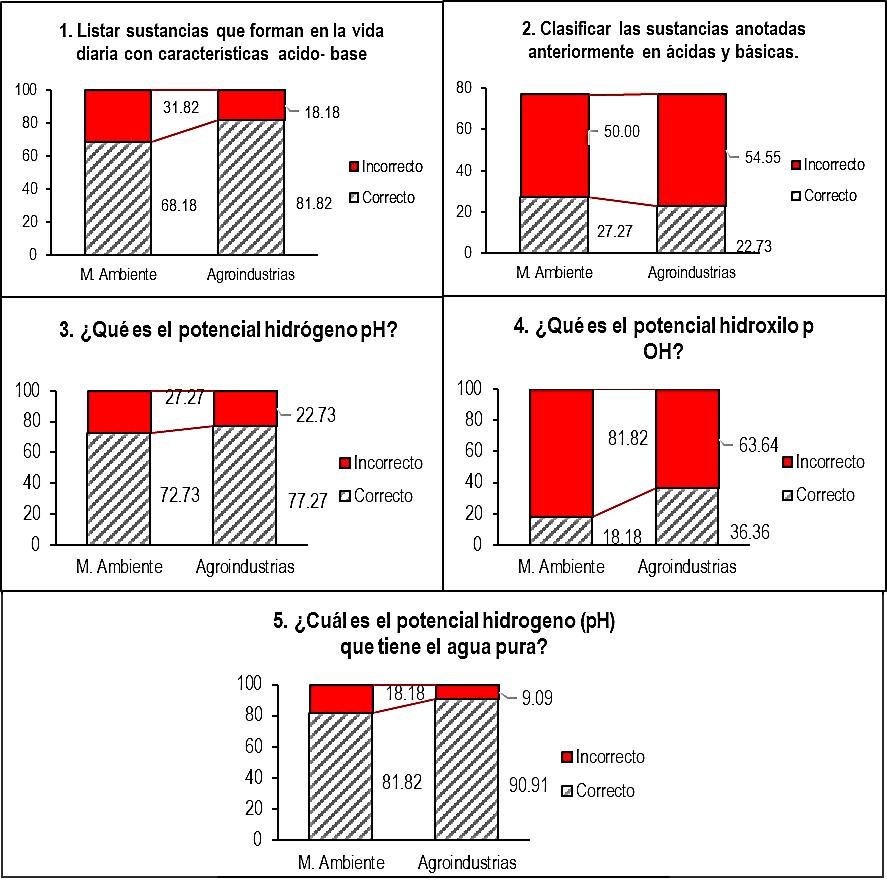 1. Listar sustancias que forman en la vida
diaria con características acido- base
100
80
60
40
20
0
31.82
18.18
68.18
81.82
Incorrecto
Correcto
M. Ambiente
Agroindustrias
2. Clasificar las sustancias anotadas
anteriormente en ácidas y básicas.
80
60
40
20
0
50.00
54.55
27.27
22.73
Incorrecto
Correcto
M. Ambiente
Agroindustrias
3. ¿Qué es el potencial hidrógeno pH?
100
80
60
40
20
0
27.27
22.73
72.73
77.27
Incorrecto
Correcto
M. Ambiente
Agroindustrias
4. ¿Qué es el potencial hidroxilo p
OH?
100
80
60
40
20
0
81.82
63.64
18.18
36.36
Incorrecto
Correcto
M. Ambiente
Agroindustrias
5. ¿Cuál es el potencial hidrogeno (pH)
que tiene el agua pura?
100
80
60
40
20
0
18.18
9.09
81.82
90.91
Incorrecto
Correcto
M. Ambiente
Agroindustrias